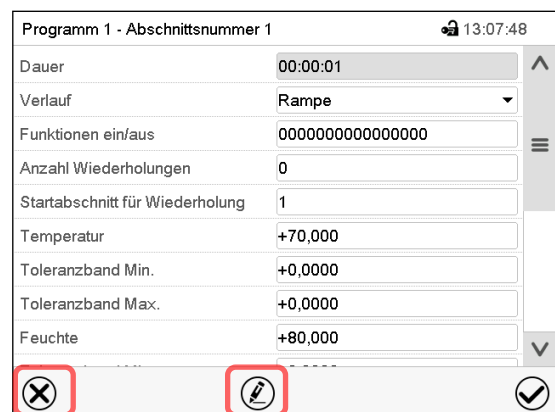 Programm 1 - Abschnittsnummer 1 13:07:48
Dauer 00:00:01
Verlauf Rampe
Funktionen ein/aus 0000000000000000
Anzahl Wiederholungen 0
Startabschnitt für Wiederholung 1
Temperatur +70,000
Toleranzband Min. +0,0000
Toleranzband Max. +0,0000
Feuchte +80,000